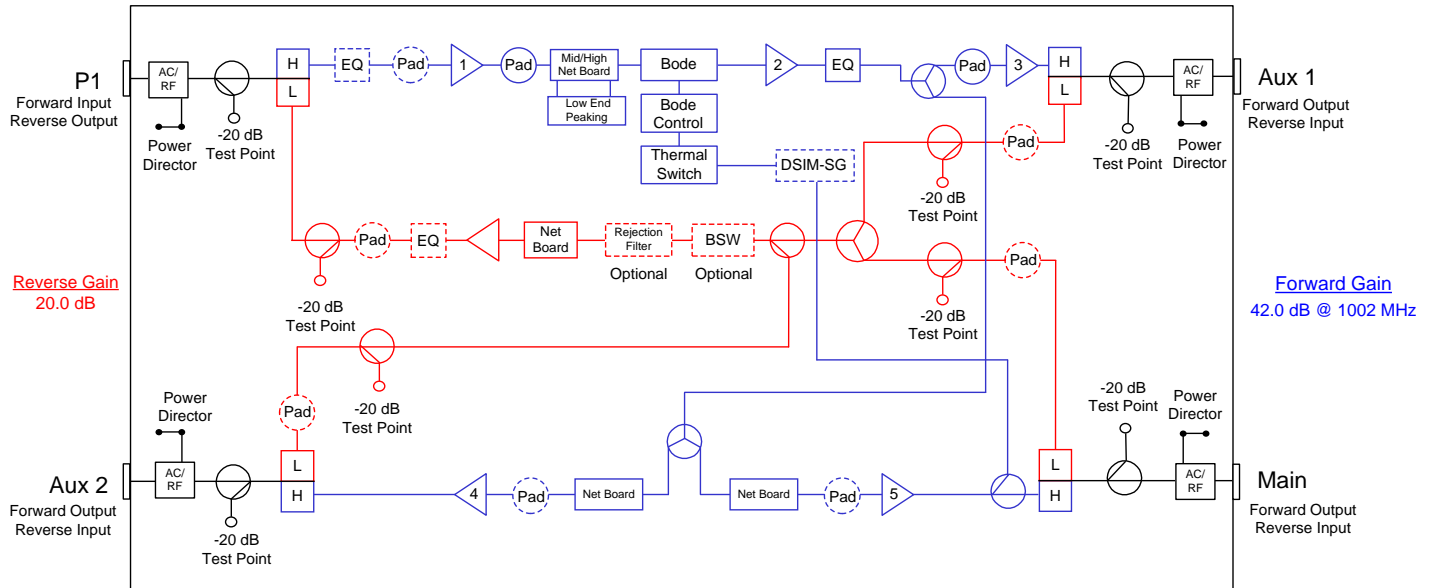 P1
Forward Input
Reverse Output
AC/
RF
Power
Director
-20 dB
Test Point
H
L
EQ
Pad
1
Pad
Mid/High
Net Board
Low End
Peaking
Bode
Bode
Control
Thermal
Switch
2
EQ
DSIM-SG
Pad
3
H
L
-20 dB
Test Point
AC/
RF
Power
Director
Aux 1
Forward Output
Reverse Input
-20 dB
Test Point
Pad
Reverse Gain
20.0 dB
-20 dB
Test Point
Pad
EQ
Net
Board
Rejection
Filter
Optional
BSW
Optional
-20 dB
Test Point
Pad
Forward Gain
42.0 dB @ 1002 MHz
-20 dB
Test Point
Pad
Power
Director
Aux 2
Forward Output
Reverse Input
AC/
RF
-20 dB
Test Point
L
H
4
Pad
Net Board
Net Board
Pad
5
L
H
-20 dB
Test Point
Power
Director
AC/
RF
Main
Forward Output
Reverse Input